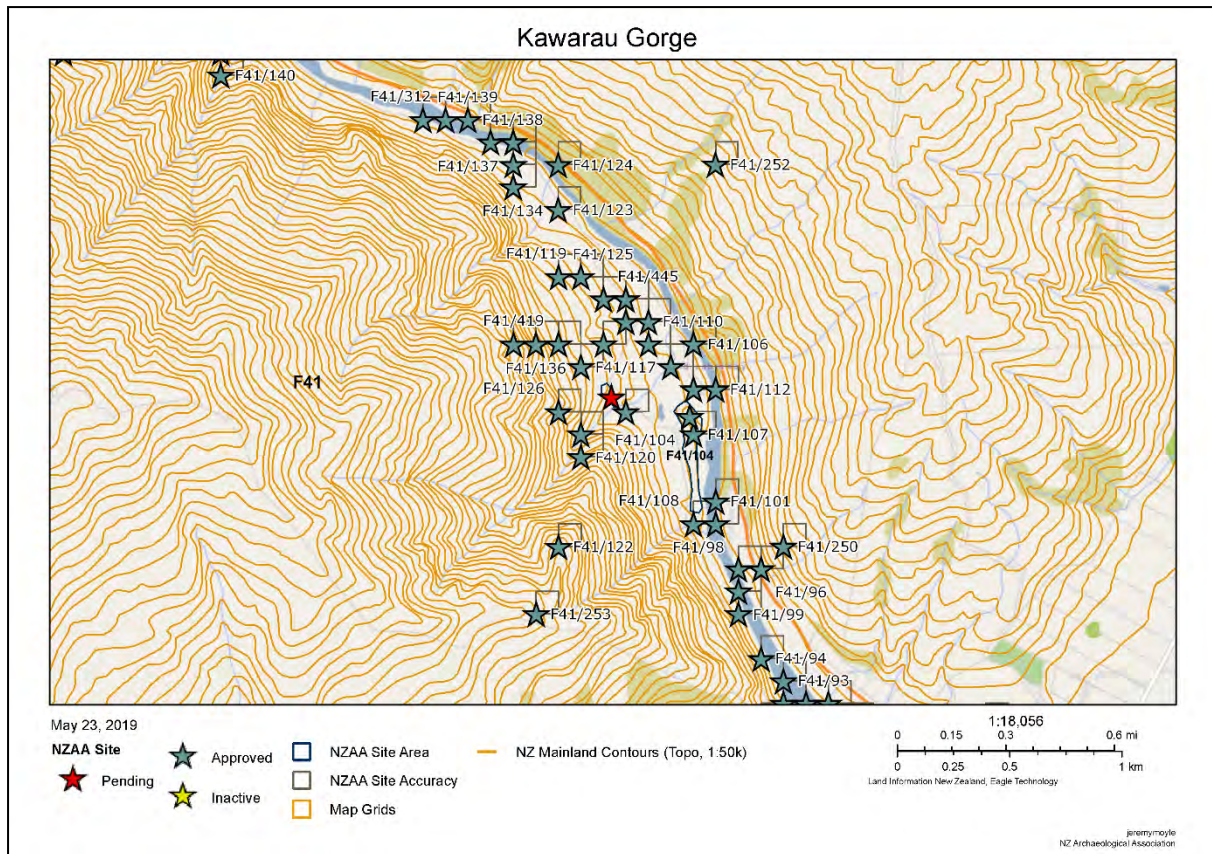 Kawarau Gorge
F41/140
F41/312 F41/139
F41/138
F41/137
F41/124
F41/252
F41/134
F41/123
F41/119 F41/125
F41/445
F41/419
F41/110
F41/106
F41/136
F41/117
F41
F41/126
F41/112
F41/104
F41/107
F41/104
F41/120
F41/108
F41/101
F41/98
F41/122
F41/250
F41/96
F41/253
F41/99
F41/94
F41/93
May 23, 2019
NZAA Site
Pending
Approved
Inactive
NZAA Site Area
NZAA Site Accuracy
Map Grids
NZ Mainland Contours (Topo, 1:50k)
1:18,056
0 0.15 0.3 0.6 mi
0 0.25 0.5 1 km
Land Information New Zealand, Eagle Technology
jeremymoyle
NZ Archaeological Association